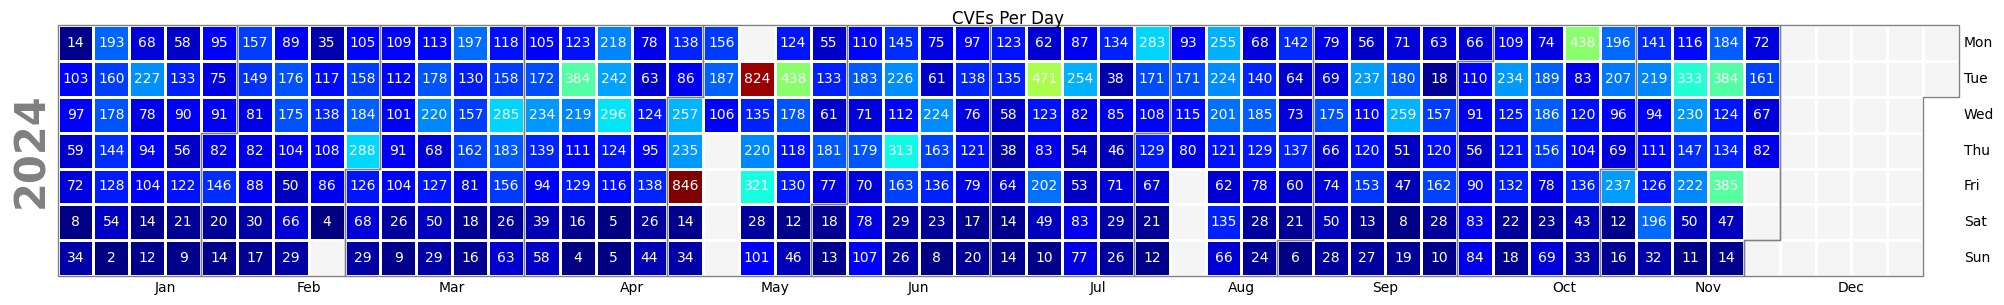 CVEs Per Day
14 193 68 58 95 157 89 35 105 109 113 197 118 105 123 218 78 138 156 124 55 110 145 75 97 123 62 87 134 283 93 255 68 142 79 56 71 63 66 109 74 438 196 141 116 184 72 Mon
103 160 227 133 75 149 176 117 158 112 178 130 158 172 384 242 63 86 187 824 438 133 183 226 61 138 135 471 254 38 171 171 224 140 64 69 237 180 18 110 234 189 83 207 219 333 384 161 Tue
97 178 78 90 91 81 175 138 184 101 220 157 285 234 219 296 124 257 106 135 178 61 71 112 224 76 58 123 82 85 108 115 201 185 73 175 110 259 157 91 125 186 120 96 94 230 124 67 Wed
59 144 94 56 82 82 104 108 288 91 68 162 183 139 111 124 95 235 220 118 181 179 313 163 121 38 83 54 46 129 80 121 129 137 66 120 51 120 56 121 156 104 69 111 147 134 82 Thu
72 128 104 122 146 88 50 86 126 104 127 81 156 94 129 116 138 846 321 130 77 70 163 136 79 64 202 53 71 67 62 78 60 74 153 47 162 90 132 78 136 237 126 222 385 Fri
8 54 14 21 20 30 66 4 68 26 50 18 26 39 16 5 26 14 28 12 18 78 29 23 17 14 49 83 29 21 135 28 21 50 13 8 28 83 22 23 43 12 196 50 47 Sat
34 2 12 9 14 17 29 29 9 29 16 63 58 4 5 44 34 101 46 13 107 26 8 20 14 10 77 26 12 66 24 6 28 27 19 10 84 18 69 33 16 32 11 14 Sun
2024
Jan Feb Mar Apr May Jun Jul Aug Sep Oct Nov Dec